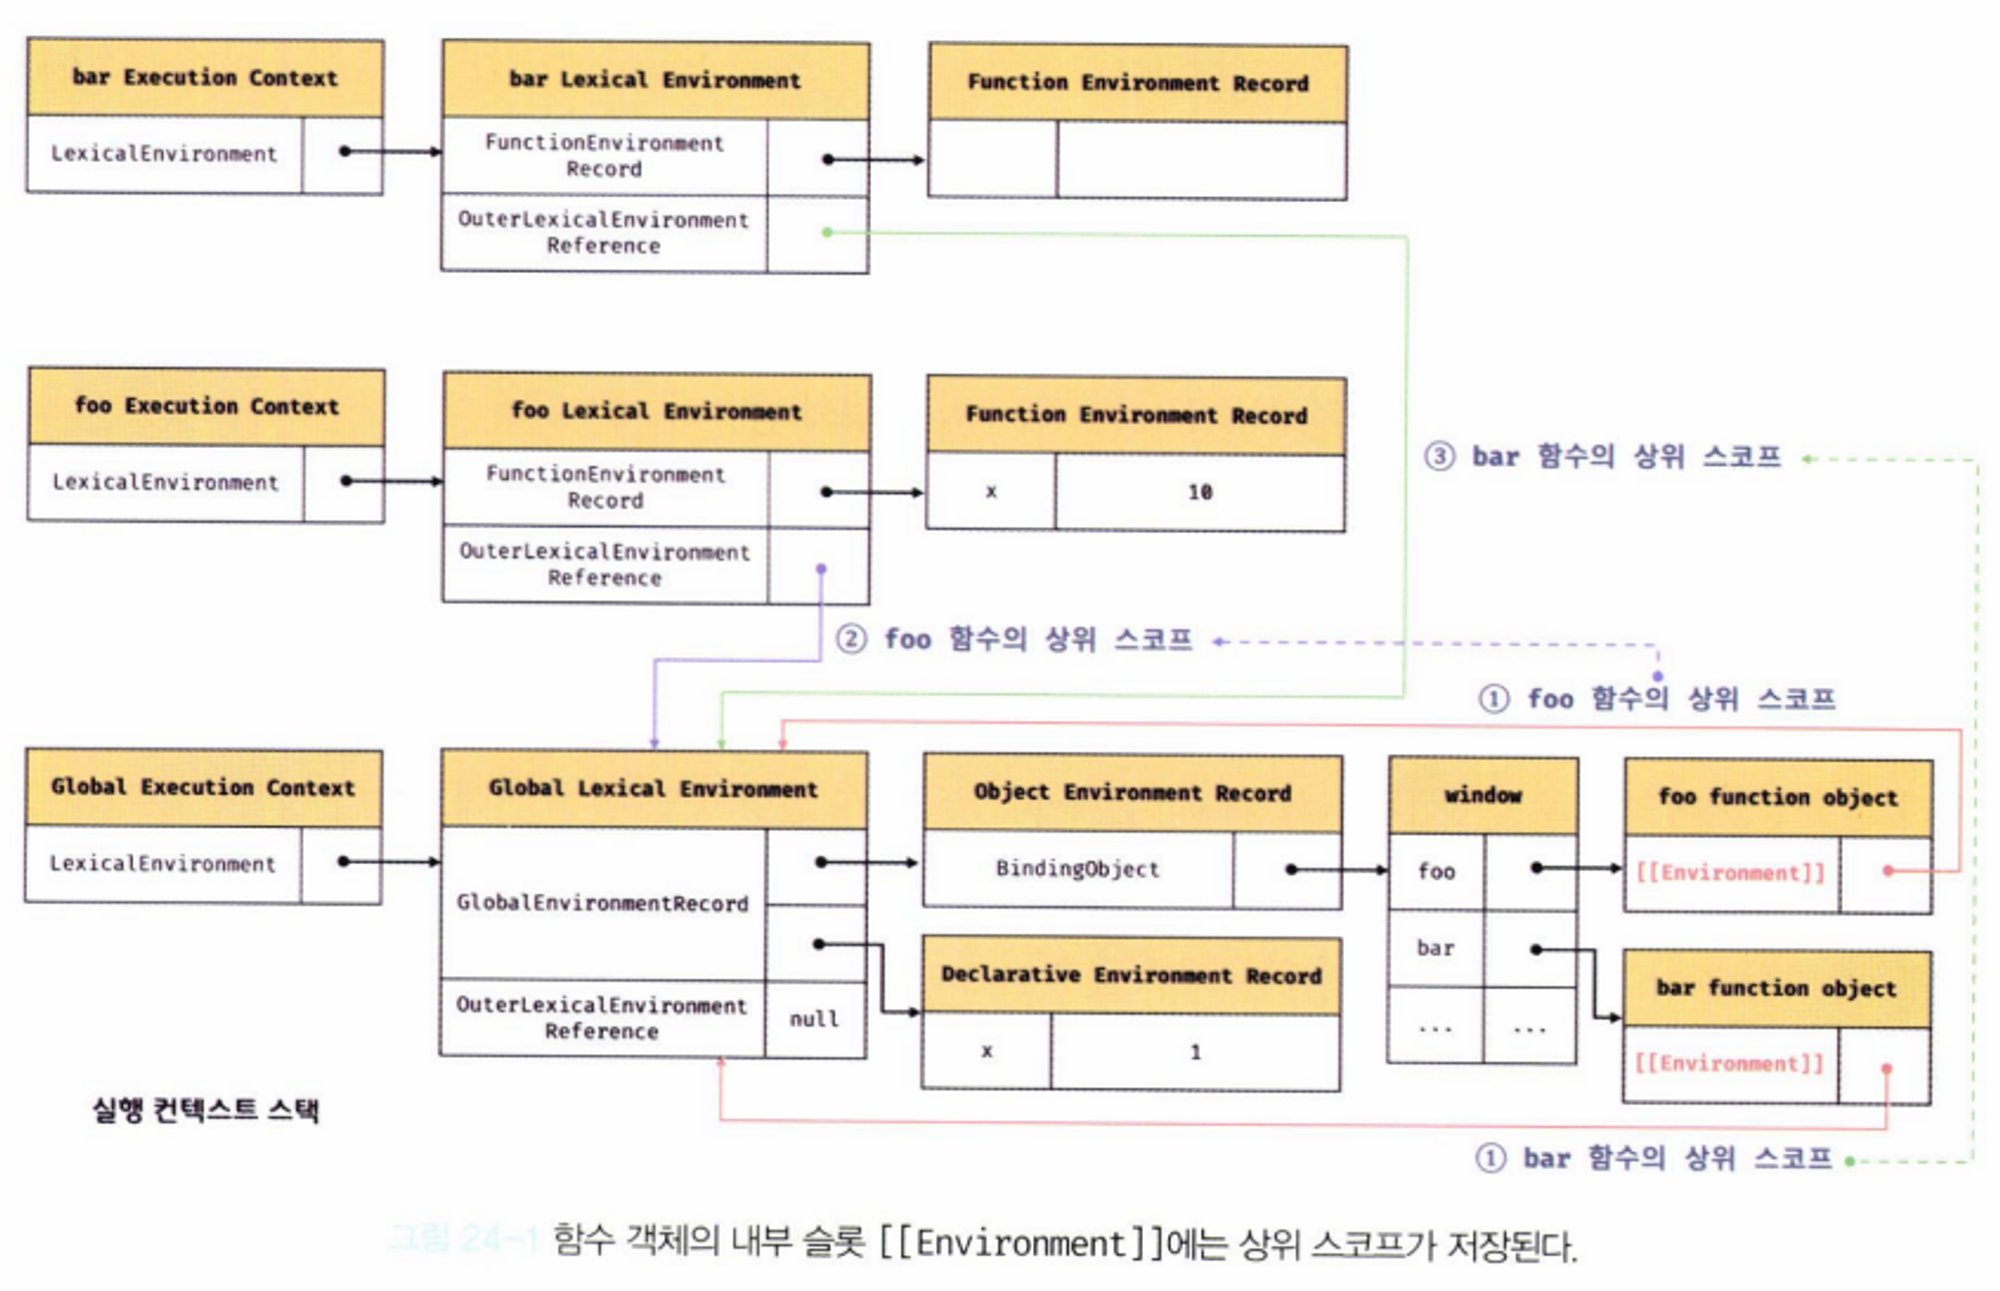 bar Execution Context
LexicalEnvironment
bar Lexical Environment
FunctionEnvironment
Record
OuterLexicalEnvironment
Reference
Function Environment Record
foo Execution Context
LexicalEnvironment
foo Lexical Environment
FunctionEnvironment
Record
OuterLexicalEnvironment
Reference
Function Environment Record
x
10
③ bar 함수의 상위 스코프
② foo 함수의 상위 스코프
① foo 함수의 상위 스코프
Global Execution Context
LexicalEnvironment
Global Lexical Environment
GlobalEnvironmentRecord
OuterLexicalEnvironment
Reference
null
Object Environment Record
BindingObject
Declarative Environment Record
x
1
window
foo
bar
...
...
foo function object
[[Environment]]
bar function object
[[Environment]]
① bar 함수의 상위 스코프
실행 컨텍스트 스택
그림 24-1 함수 객체의 내부 슬롯 [[Environment]]에는 상위 스코프가 저장된다.